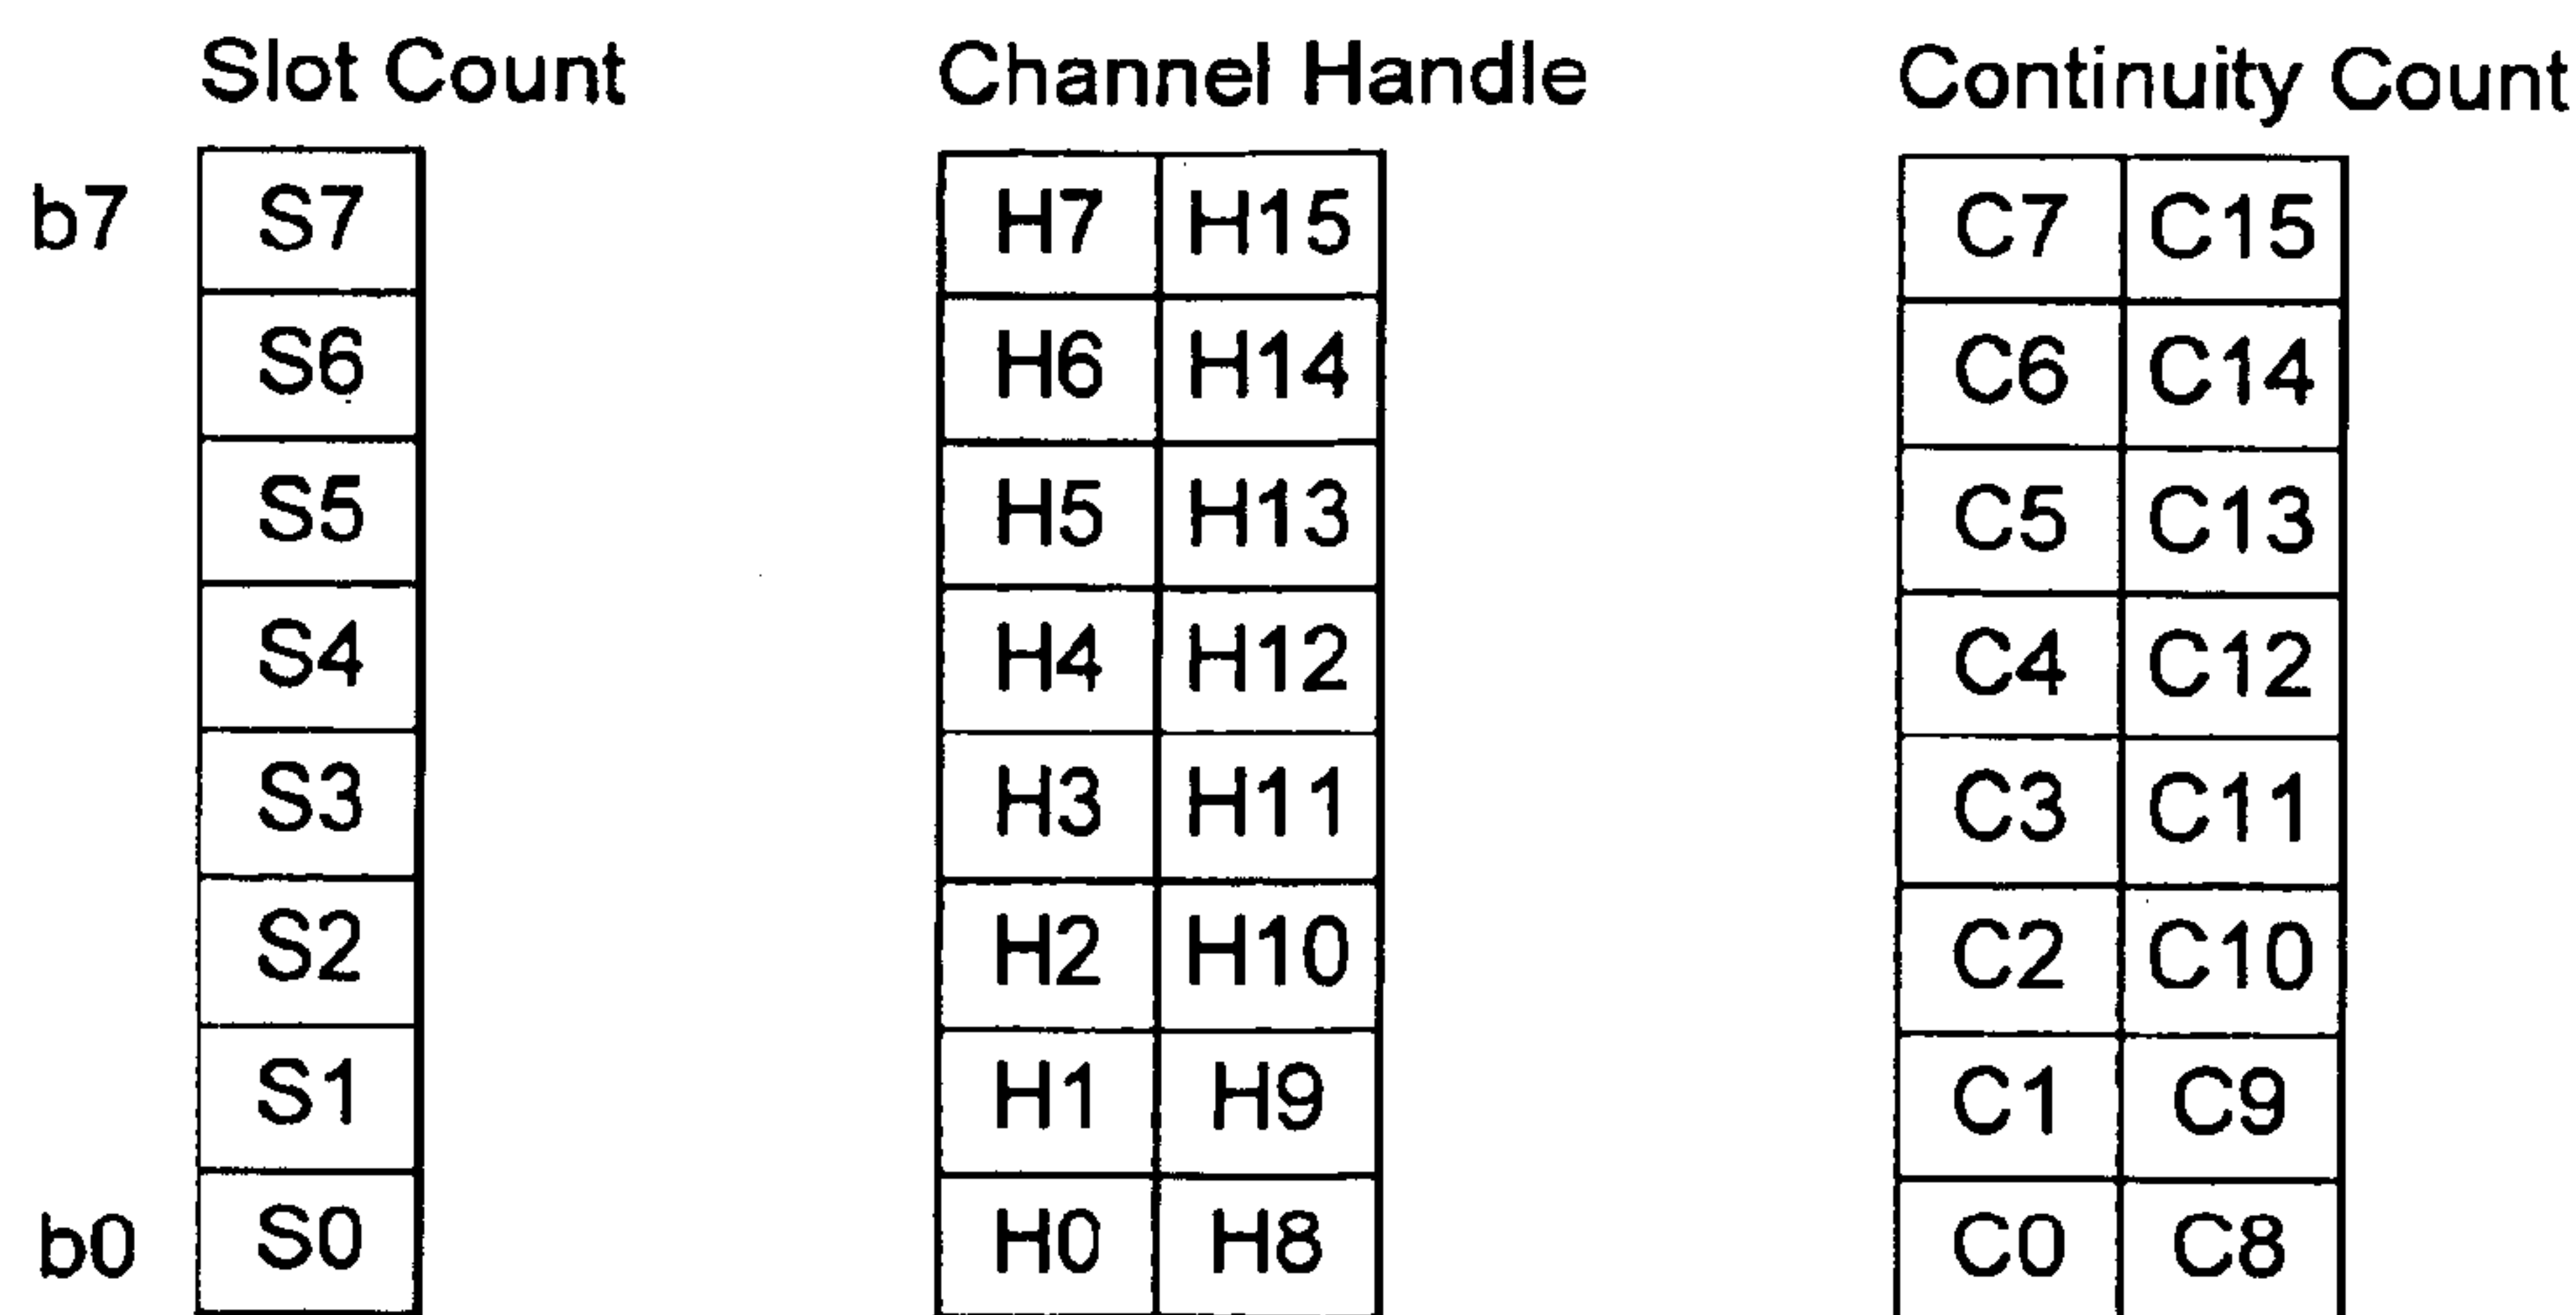 Slot Count Channel Handle Continuity Count
b7 S7 H7 H15 C7 C15
S6 H6 H14 C6 C14
S5 H5 H13 C5 C13
S4 H4 H12 C4 C12
S3 H3 H11 C3 C11
S2 H2 H10 C2 C10
S1 H1 H9 C1 C9
b0 S0 H0 H8 C0 C8